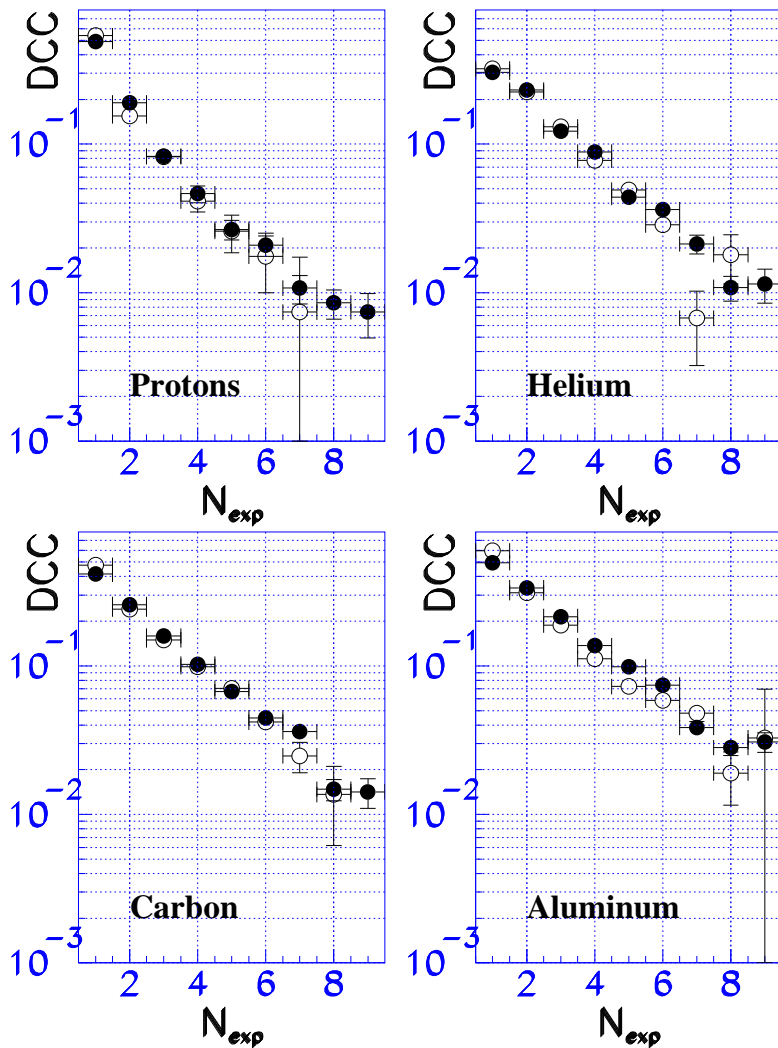 DCC
10⁻¹
10⁻²
10⁻³
Protons
2 4 6 8
N_exp
DCC
10⁻¹
10⁻²
10⁻³
Helium
2 4 6 8
N_exp
DCC
10⁻¹
10⁻²
10⁻³
Carbon
2 4 6 8
N_exp
DCC
10⁻¹
10⁻²
10⁻³
Aluminum
2 4 6 8
N_exp